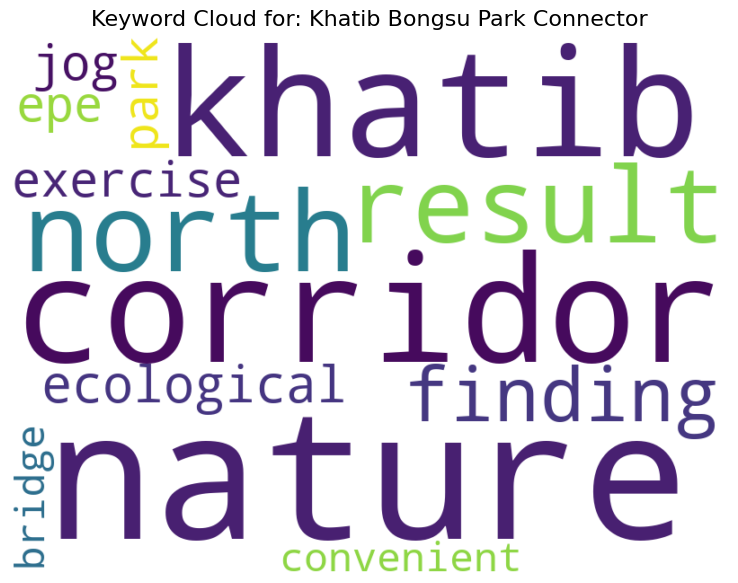 Keyword Cloud for: Khatib Bongsu Park Connector
jog
epe
park
khatib
exercise
north
result
corridor
ecological
finding
bridge
nature
convenient